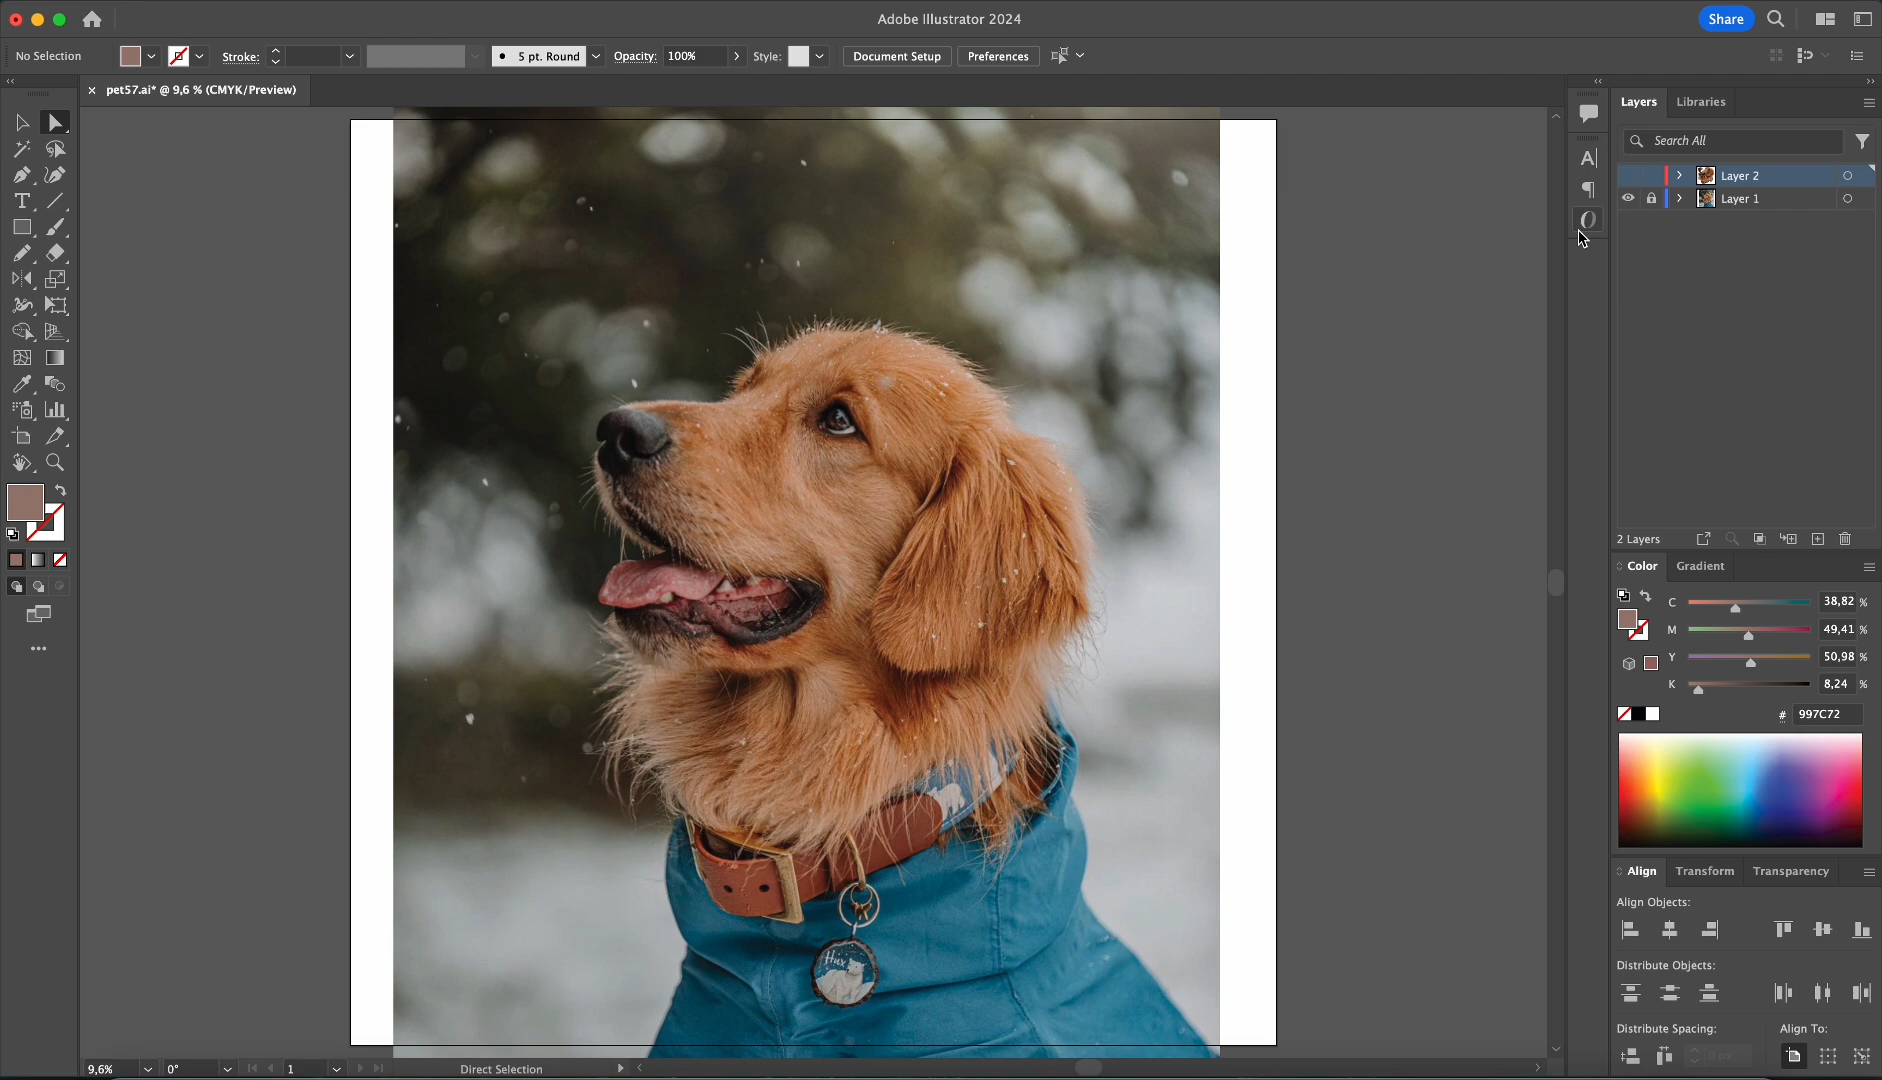 Adobe Illustrator 2024
Share
No Selection
Stroke:
5 pt. Round
Opacity:
100%
Style:
Document Setup
Preferences
pet57.ai* @ 9,6 % (CMYK/Preview)
Layers
Libraries
Search All
Layer 2
Layer 1
2 Layers
Color
Gradient
C
38,82
%
M
49,41
%
Y
50,98
%
K
8,24
%
#
997C72
Align
Transform
Transparency
Align Objects:
Distribute Objects:
Distribute Spacing:
Align To:
0 px
Hux
9,6%
0°
1
Direct Selection